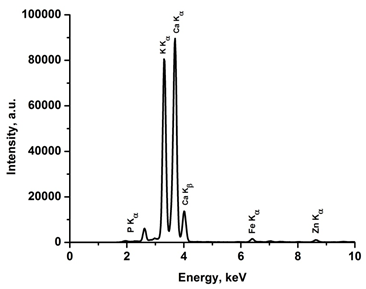 Intensity, a.u.
100000
80000
60000
40000
20000
0
P Kα
K Kα
Ca Kα
Ca Kβ
Fe Kα
Zn Kα
0 2 4 6 8 10
Energy, keV